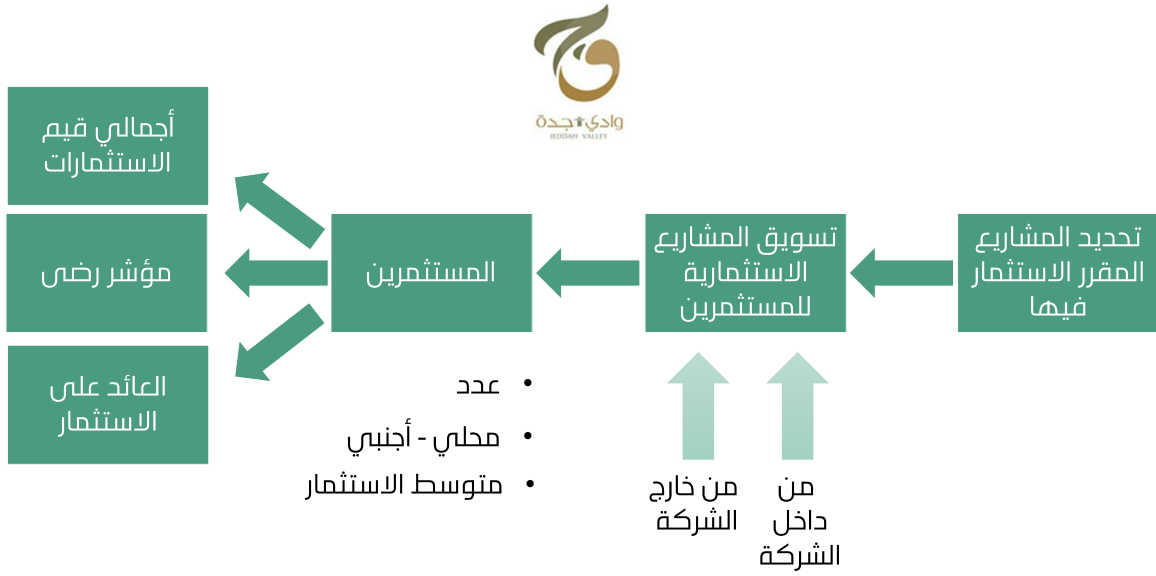 وادي جدة
JEDDAH VALLEY
تحديد المشاريع
المقرر الاستثمار
فيها
تسويق المشاريع
الاستثمارية
للمستثمرين
من
داخل
الشركة
من خارج
الشركة
المستثمرين
• عدد
• محلي - أجنبي
• متوسط الاستثمار
أجمالي قيم
الاستثمارات
مؤشر رضى
العائد على
الاستثمار